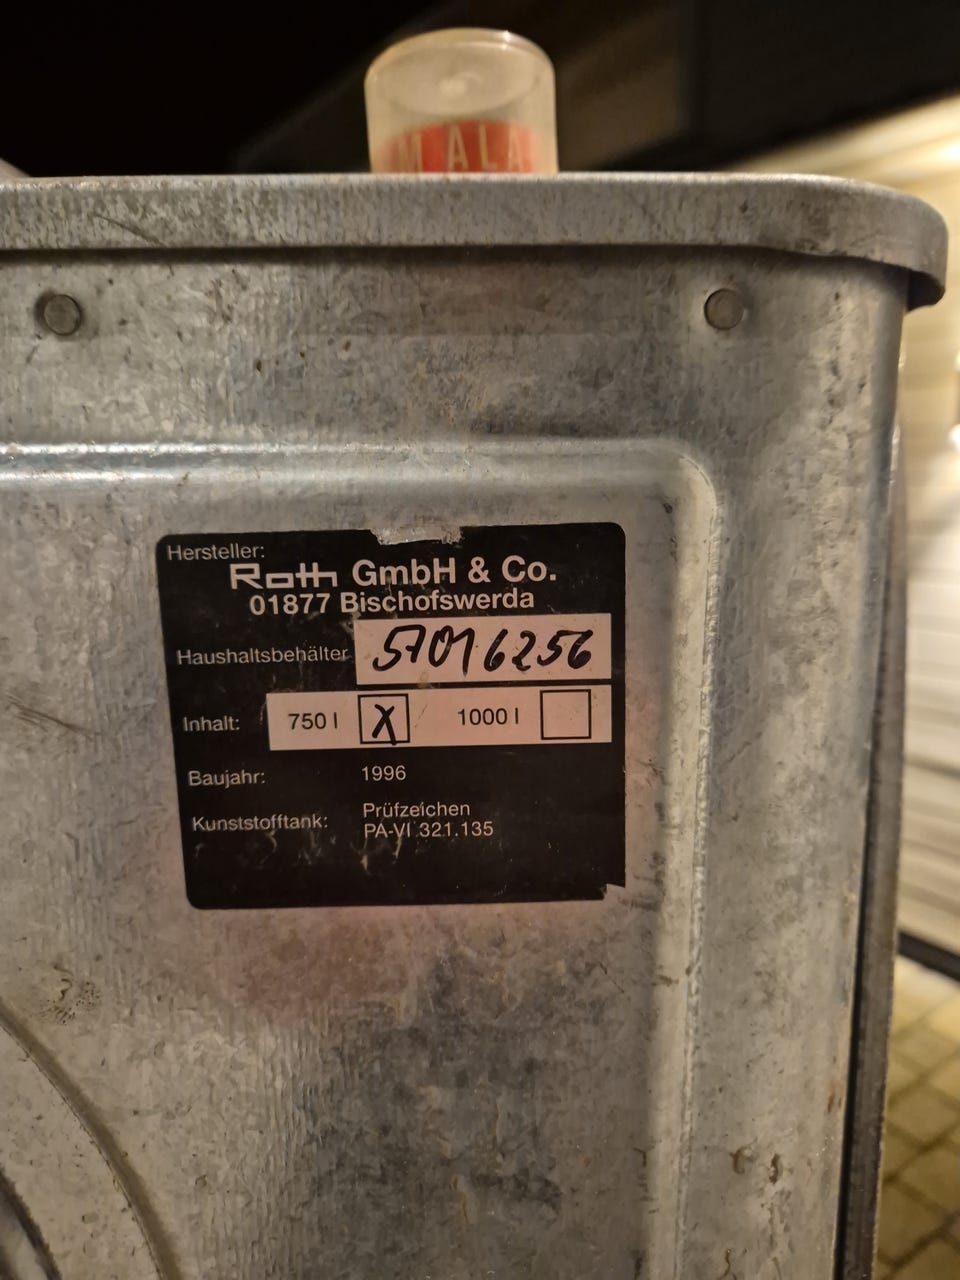 M ALA
Hersteller:
Roth GmbH & Co.
01877 Bischofswerda
Haushaltsbehälter 57016256
Inhalt: 750 l X 1000 l
Baujahr: 1996
Kunststofftank: Prüfzeichen
PA-VI 321.135